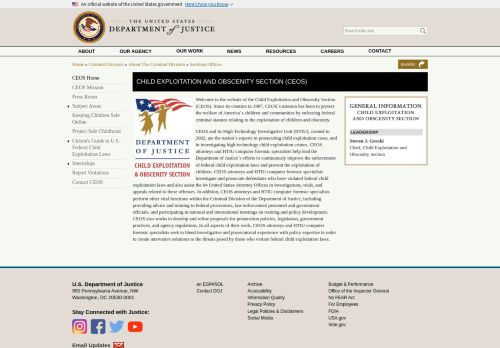 An official website of the United States government
Here's how you know
THE UNITED STATES
DEPARTMENT of JUSTICE
Search this site
ABOUT
OUR AGENCY
OUR WORK
NEWS
RESOURCES
CAREERS
CONTACT
Home » Criminal Division » About The Criminal Division » Sections/Offices
SHARE
CEOS Home
CEOS Mission
Press Room
Subject Areas
Keeping Children Safe
Online
Project Safe Childhood
Citizen's Guide to U.S.
Federal Child
Exploitation Laws
Internships
Report Violations
Contact CEOS
CHILD EXPLOITATION AND OBSCENITY SECTION (CEOS)
DEPARTMENT
OF JUSTICE
CHILD EXPLOITATION
& OBSCENITY SECTION
Welcome to the website of the Child Exploitation and Obscenity Section
(CEOS). Since its creation in 1987, CEOS's mission has been to protect
the welfare of America's children and communities by enforcing federal
criminal statutes relating to the exploitation of children and obscenity.
CEOS and its High Technology Investigative Unit (HTIU), created in
2002, are the nation's experts in prosecuting child exploitation cases, and
in investigating high-technology child exploitation crimes. CEOS
attorneys and HTIU computer forensic specialists help lead the
Department of Justice's efforts to continuously improve the enforcement
of federal child exploitation laws and prevent the exploitation of
children. CEOS attorneys and HTIU computer forensic specialists
investigate and prosecute defendants who have violated federal child
exploitation laws and also assist the 94 United States Attorney Offices in investigations, trials, and
appeals related to these offenses. In addition, CEOS attorneys and HTIU computer forensic specialists
perform other vital functions within the Criminal Division of the Department of Justice, including
providing advice and training to federal prosecutors, law enforcement personnel and government
officials, and participating in national and international meetings on training and policy development.
CEOS also works to develop and refine proposals for prosecution policies, legislation, government
practices, and agency regulations. In all aspects of their work, CEOS attorneys and HTIU computer
forensic specialists seek to blend investigative and prosecutorial experience with policy expertise in order
to create innovative solutions to the threats posed by those who violate federal child exploitation laws.
GENERAL INFORMATION
CHILD EXPLOITATION
AND OBSCENITY SECTION
LEADERSHIP
Steven J. Grocki
Chief, Child Exploitation and
Obscenity Section
U.S. Department of Justice
950 Pennsylvania Avenue, NW
Washington, DC 20530-0001
Stay Connected with Justice:
Email Updates
en ESPAÑOL
Contact DOJ
Archive
Accessibility
Information Quality
Privacy Policy
Legal Policies & Disclaimers
Social Media
Budget & Performance
Office of the Inspector General
No FEAR Act
For Employees
FOIA
USA.gov
Vote.gov